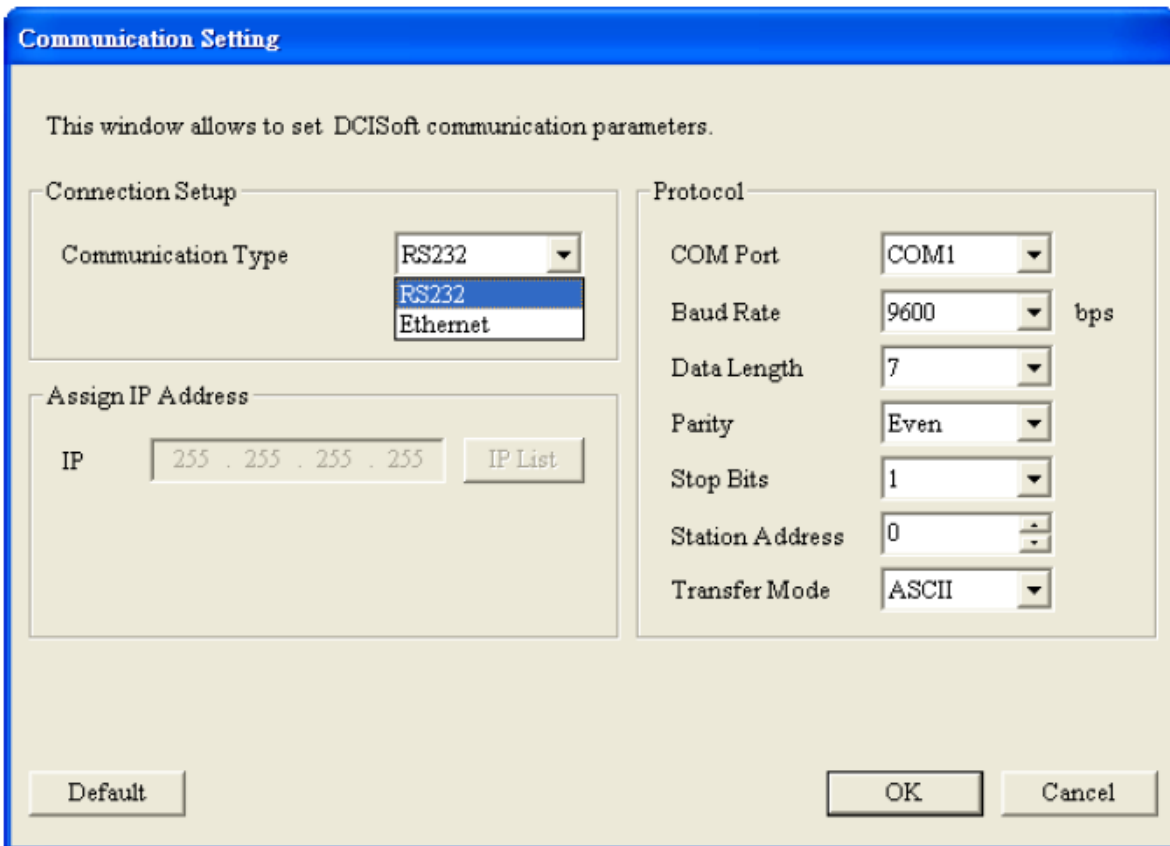 Communication Setting
This window allows to set DCISoft communication parameters.
Connection Setup
Communication Type RS232
RS232
Ethernet
Assign IP Address
IP 255 . 255 . 255 . 255 IP List
Protocol
COM Port COM1
Baud Rate 9600 bps
Data Length 7
Parity Even
Stop Bits 1
Station Address 0
Transfer Mode ASCII
Default OK Cancel